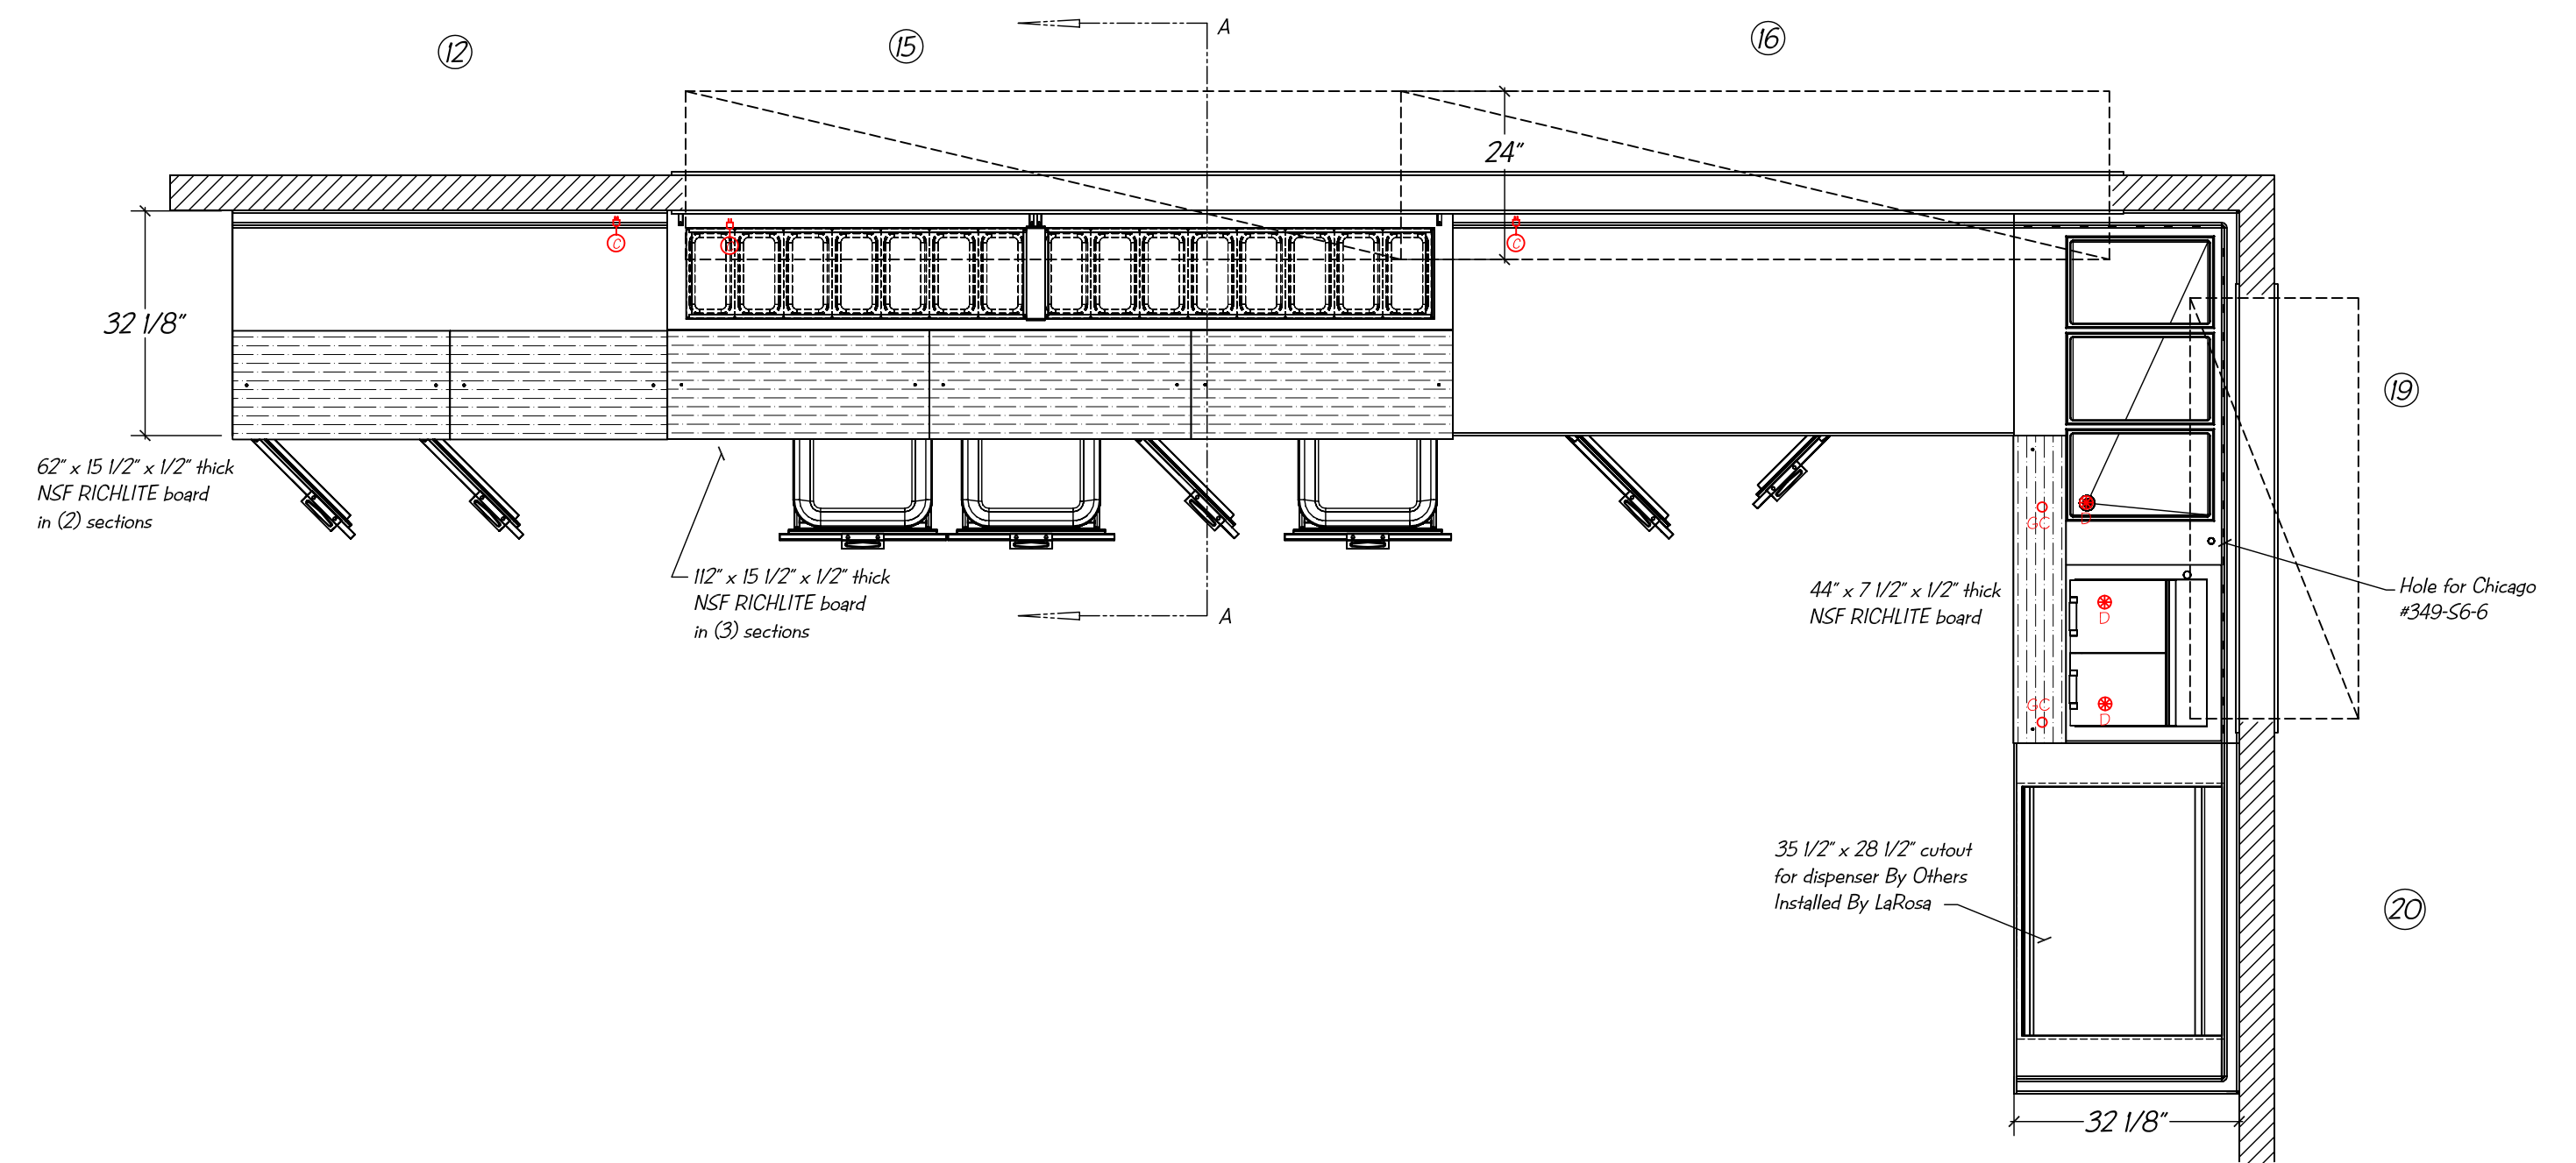 12
15
A
16
24"
C
C
C
32 1/8"
19
62" x 15 1/2" x 1/2" thick
NSF RICHLITE board
in (2) sections
GC
D
112" x 15 1/2" x 1/2" thick
NSF RICHLITE board
in (3) sections
A
44" x 7 1/2" x 1/2" thick
NSF RICHLITE board
Hole for Chicago
#349-S6-6
D
GC
D
35 1/2" x 28 1/2" cutout
for dispenser By Others
Installed By LaRosa
20
32 1/8"